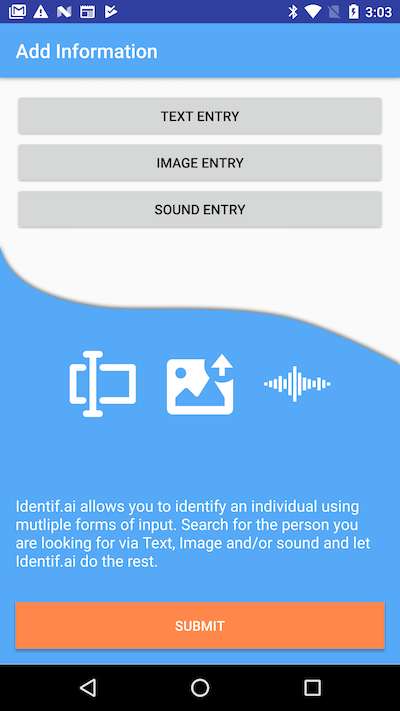 3:03
Add Information
TEXT ENTRY
IMAGE ENTRY
SOUND ENTRY
Identif.ai allows you to identify an individual using
mutliple forms of input. Search for the person you
are looking for via Text, Image and/or sound and let
Identif.ai do the rest.
SUBMIT